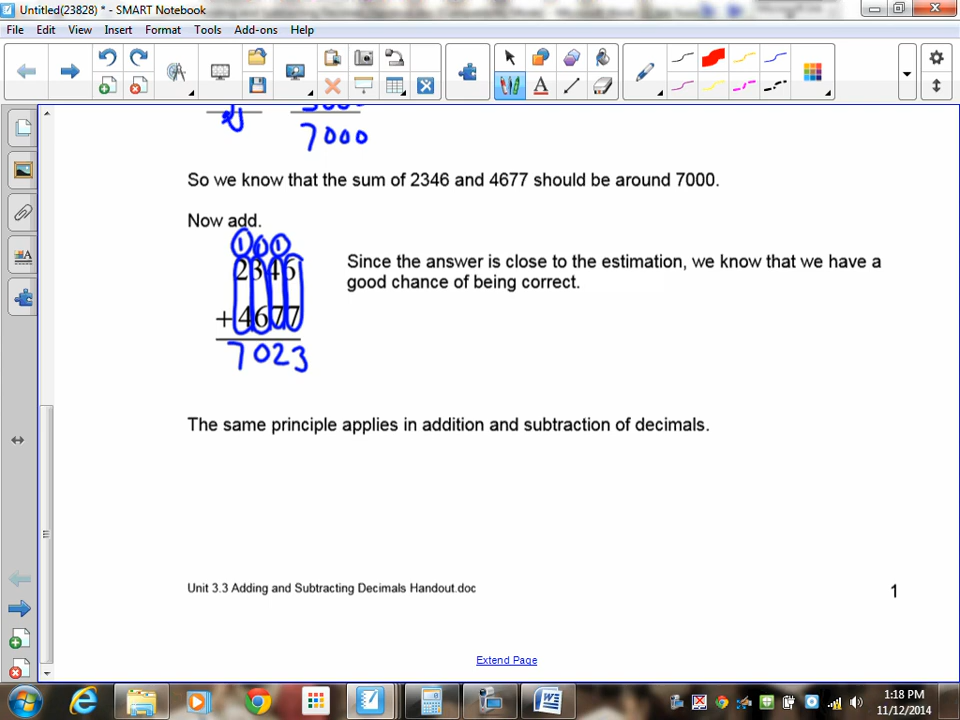 Untitled(23828) * - SMART Notebook
File Edit View Insert Format Tools Add-ons Help
7000
So we know that the sum of 2346 and 4677 should be around 7000.
Now add.
1 1 1
2346
+4677
7023
Since the answer is close to the estimation, we know that we have a
good chance of being correct.
The same principle applies in addition and subtraction of decimals.
Unit 3.3 Adding and Subtracting Decimals Handout.doc
1
Extend Page
1:18 PM
11/12/2014